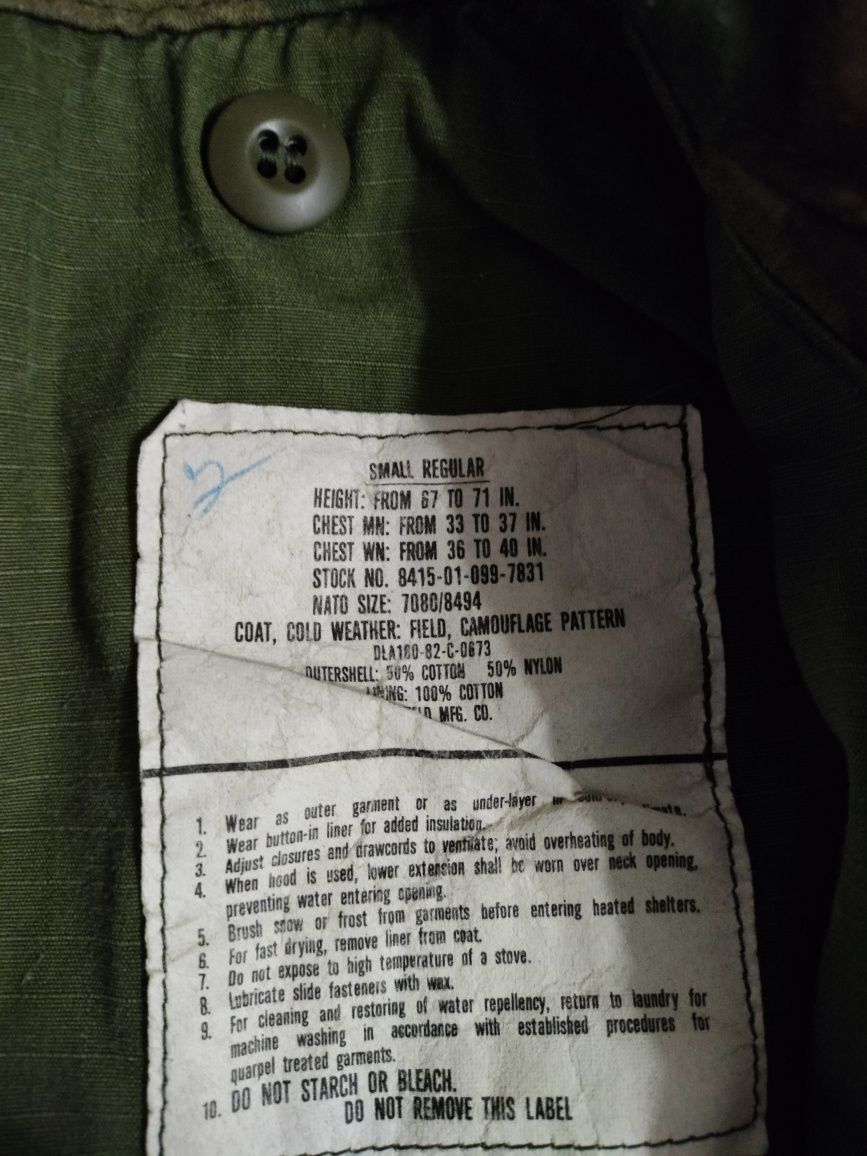 2
SMALL REGULAR
HEIGHT: FROM 67 TO 71 IN.
CHEST MN: FROM 33 TO 37 IN.
CHEST WN: FROM 36 TO 40 IN.
STOCK NO. 8415-01-099-7831
NATO SIZE: 7080/8494
COAT, COLD WEATHER: FIELD, CAMOUFLAGE PATTERN
DLA100-82-C-0673
OUTERSHELL: 50% COTTON 50% NYLON
100% COTTON
MFG. CO.
1. Wear as outer garment or as under-layer
2. Wear button-in liner for added insulation.
3. Adjust closures and drawcords to ventilate; avoid overheating of body.
4. When hood is used, lower extension shall be worn over neck opening,
preventing water entering opening.
5. Brush snow or frost from garments before entering heated shelters.
6. For fast drying, remove liner from coat.
7. Do not expose to high temperature of a stove.
8. Lubricate slide fasteners with wax.
9. For cleaning and restoring of water repellency, return to laundry for
machine washing in accordance with established procedures for
quarpel treated garments.
10. DO NOT STARCH OR BLEACH.
DO NOT REMOVE THIS LABEL